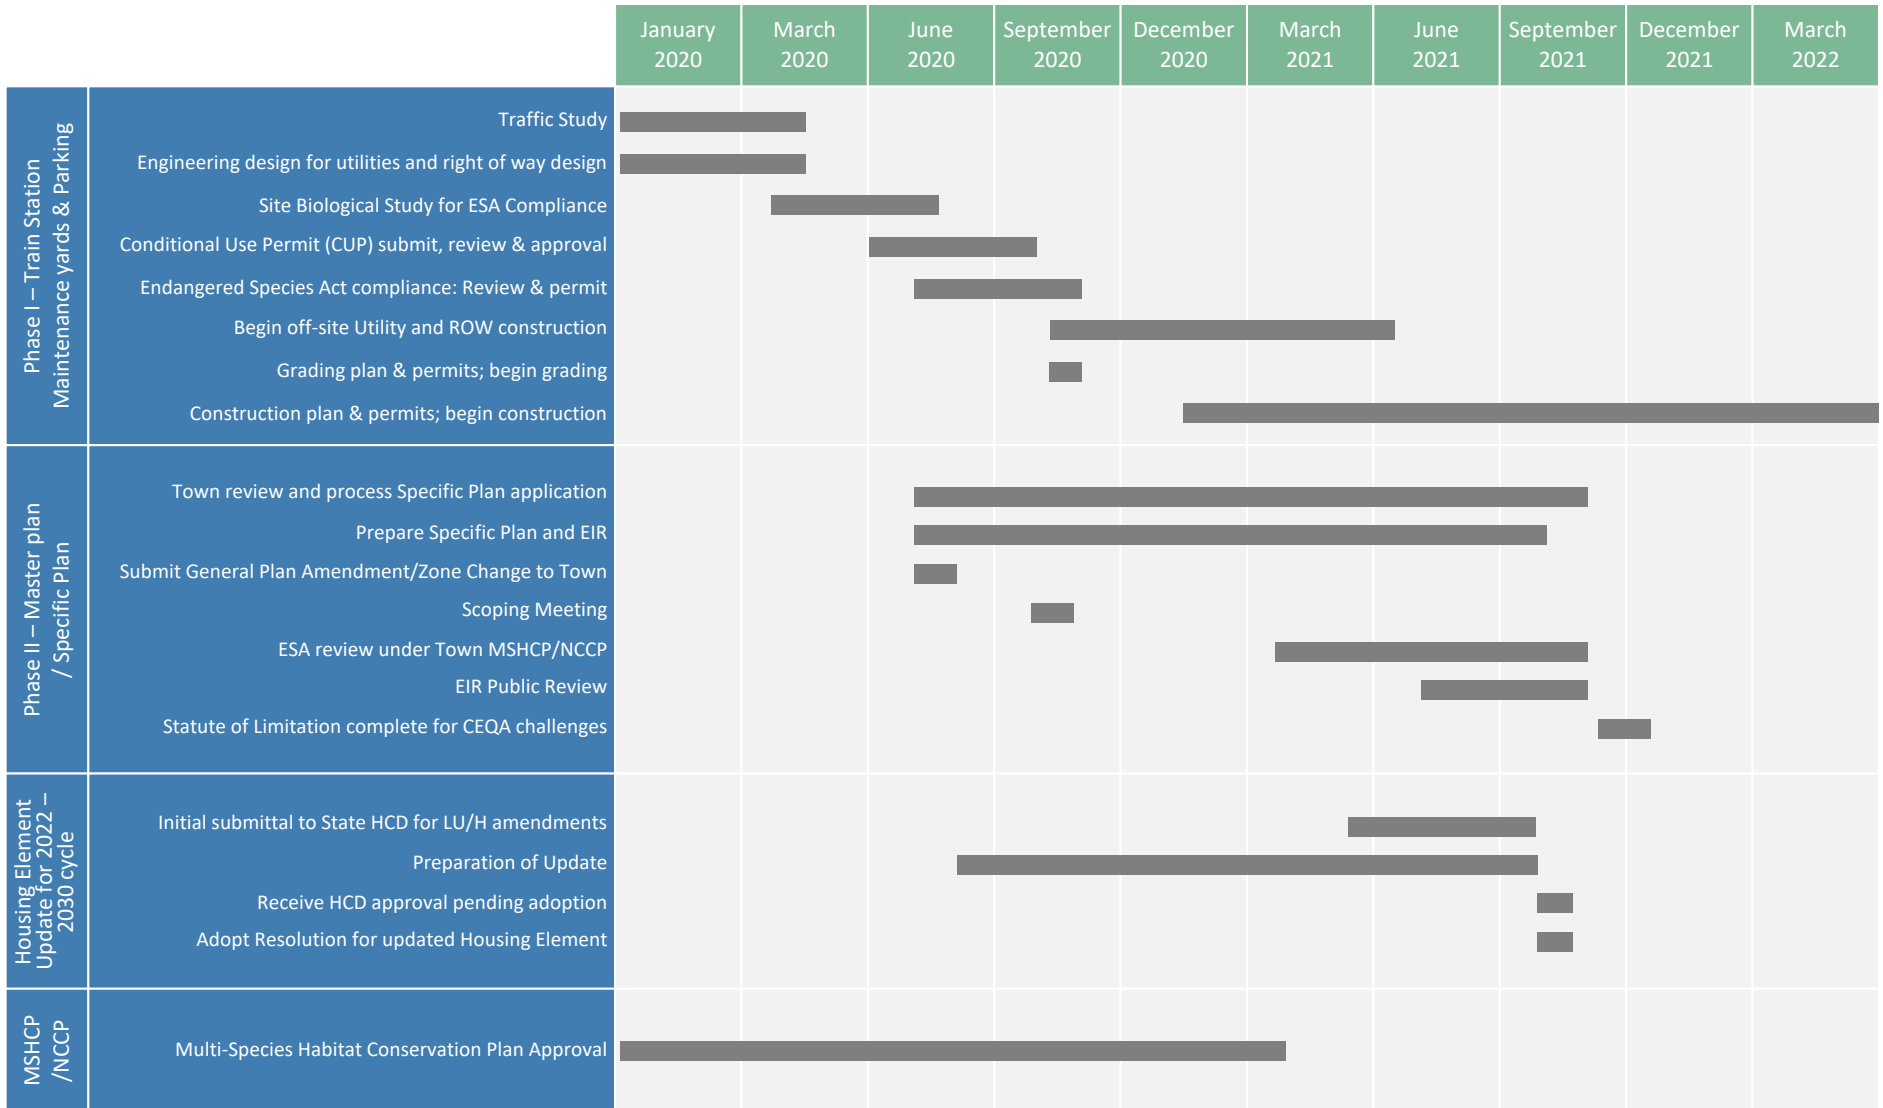 January
2020
March
2020
June
2020
September
2020
December
2020
March
2021
June
2021
September
2021
December
2021
March
2022
Phase I – Train Station
Maintenance yards & Parking
Traffic Study
Engineering design for utilities and right of way design
Site Biological Study for ESA Compliance
Conditional Use Permit (CUP) submit, review & approval
Endangered Species Act compliance: Review & permit
Begin off-site Utility and ROW construction
Grading plan & permits; begin grading
Construction plan & permits; begin construction
Phase II – Master plan
/ Specific Plan
Town review and process Specific Plan application
Prepare Specific Plan and EIR
Submit General Plan Amendment/Zone Change to Town
Scoping Meeting
ESA review under Town MSHCP/NCCP
EIR Public Review
Statute of Limitation complete for CEQA challenges
Housing Element
Update for 2022 –
2030 cycle
Initial submittal to State HCD for LU/H amendments
Preparation of Update
Receive HCD approval pending adoption
Adopt Resolution for updated Housing Element
MSHCP
/NCCP
Multi-Species Habitat Conservation Plan Approval